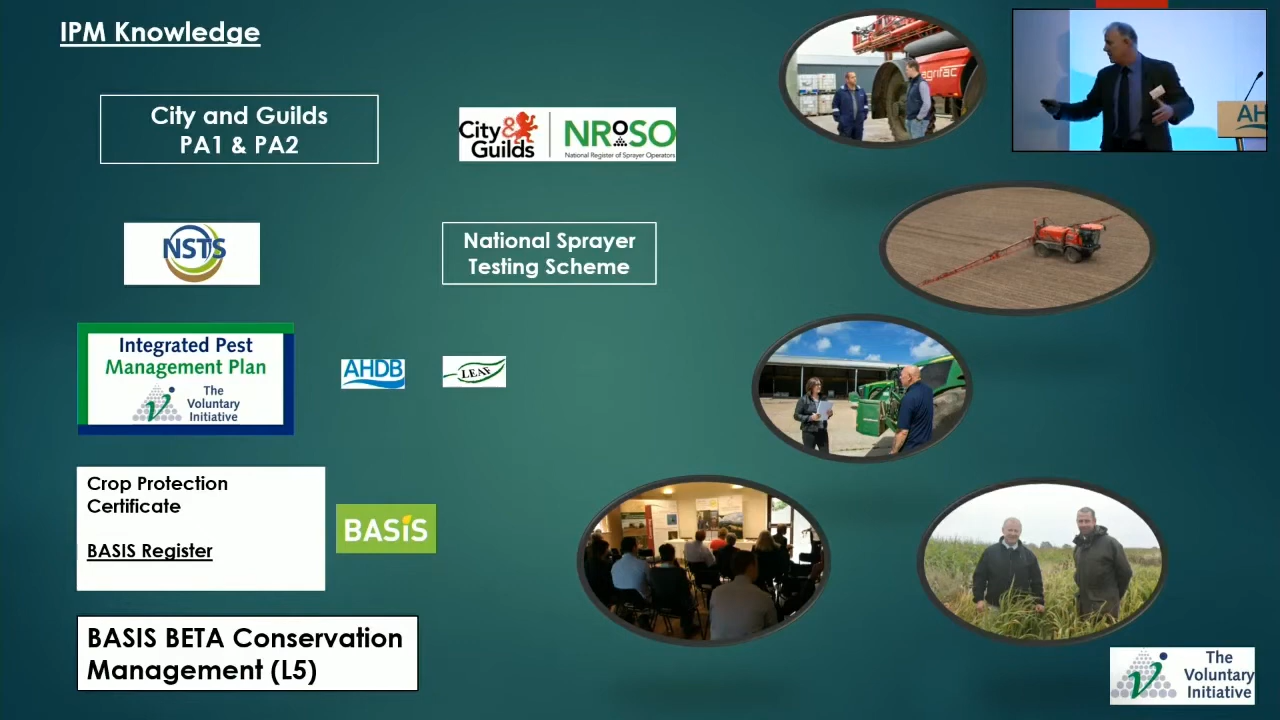 IPM Knowledge
City and Guilds
PA1 & PA2
City&
Guilds
NRoSO
National Register of Sprayer Operators
agrifac
AH
NSTS
National Sprayer
Testing Scheme
Integrated Pest
Management Plan
The
Voluntary
Initiative
AHDB
LEAF
Crop Protection
Certificate
BASIS Register
BASIS
BASIS BETA Conservation
Management (L5)
The
Voluntary
Initiative